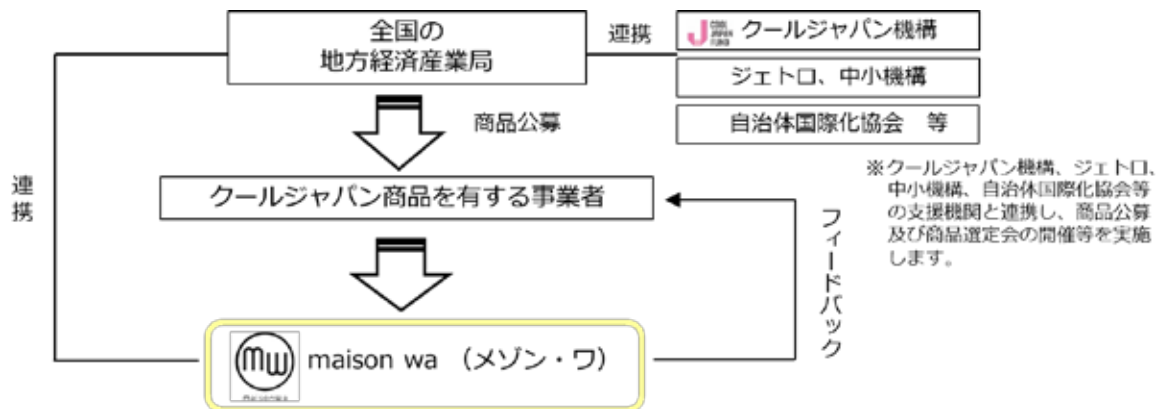 全国の
地方経済産業局
連携
COOL JAPAN FUND
クールジャパン機構
ジェトロ、中小機構
自治体国際化協会 等
商品公募
連携
クールジャパン商品を有する事業者
※クールジャパン機構、ジェトロ、
中小機構、自治体国際化協会等
の支援機関と連携し、商品公募
及び商品選定会の開催等を実施
します。
フィードバック
mw
maison wa （メゾン・ワ）